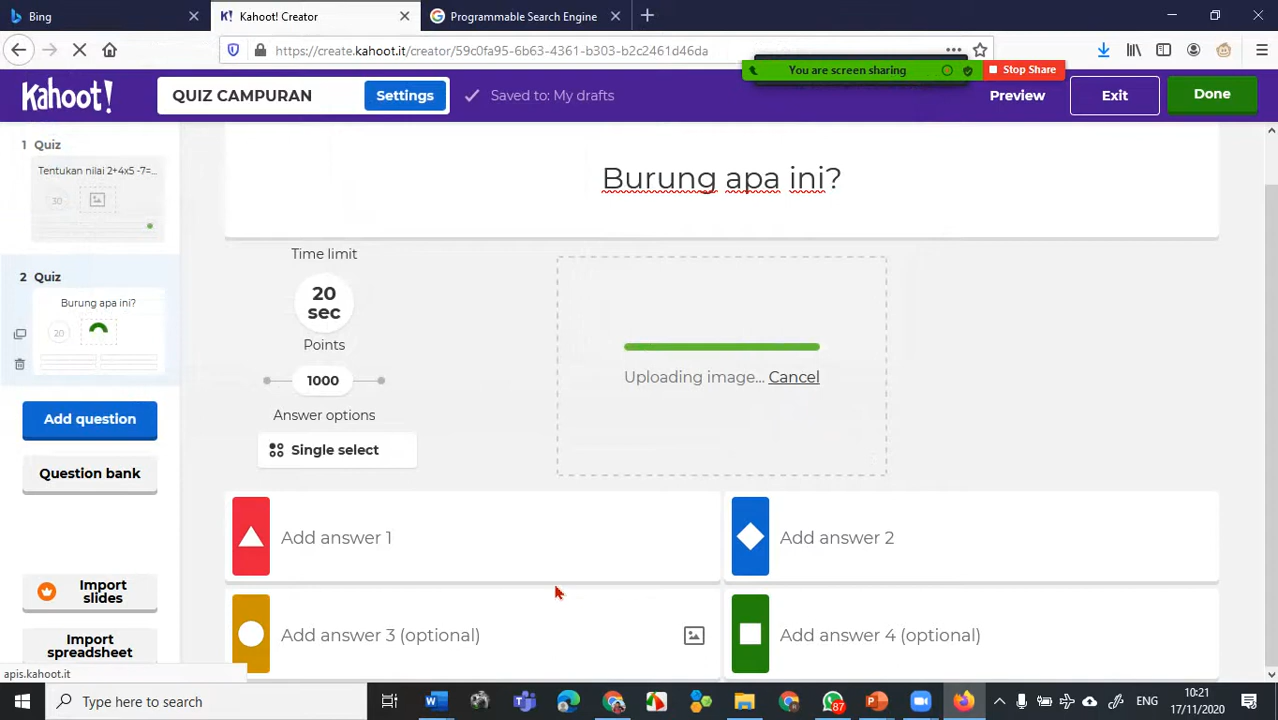 Bing
Kahoot! Creator
Programmable Search Engine
https://create.kahoot.it/creator/59c0fa95-6b63-4361-b303-b2c2461d46da
You are screen sharing
Stop Share
Kahoot!
QUIZ CAMPURAN
Settings
Saved to: My drafts
Preview
Exit
Done
1 Quiz
Tentukan nilai 2+4x5 -7=...
30
2 Quiz
Burung apa ini?
20
Add question
Question bank
Import
slides
Import
spreadsheet
Burung apa ini?
Time limit
20
sec
Points
1000
Answer options
Single select
Uploading image... Cancel
Add answer 1
Add answer 2
Add answer 3 (optional)
Add answer 4 (optional)
apis.kahoot.it
Type here to search
87
ENG
10:21
17/11/2020